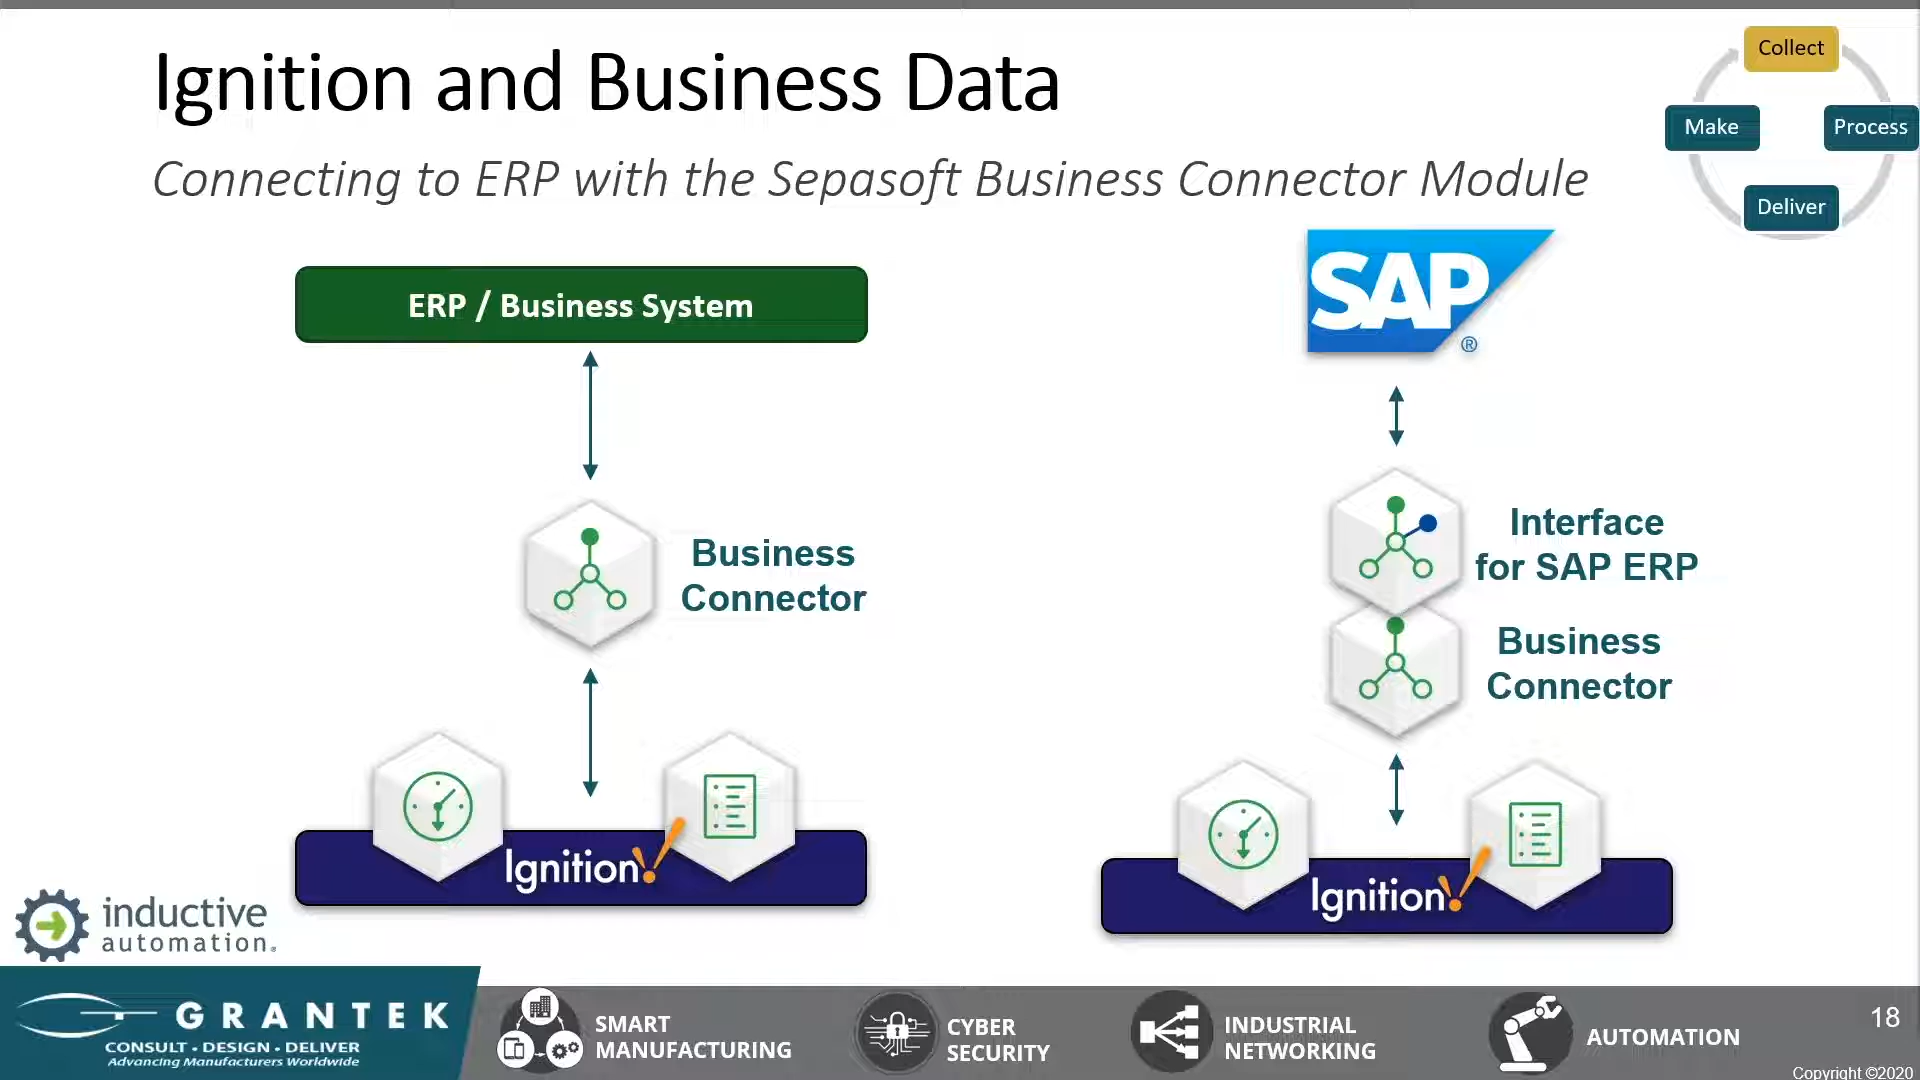 Ignition and Business Data
Connecting to ERP with the Sepasoft Business Connector Module
Collect
Make
Process
Deliver
ERP / Business System
Business
Connector
Ignition!
SAP
®
Interface
for SAP ERP
Business
Connector
Ignition!
inductive
automation®
GRANTEK
CONSULT • DESIGN • DELIVER
Advancing Manufacturers Worldwide
SMART
MANUFACTURING
CYBER
SECURITY
INDUSTRIAL
NETWORKING
AUTOMATION
18
Copyright ©2020